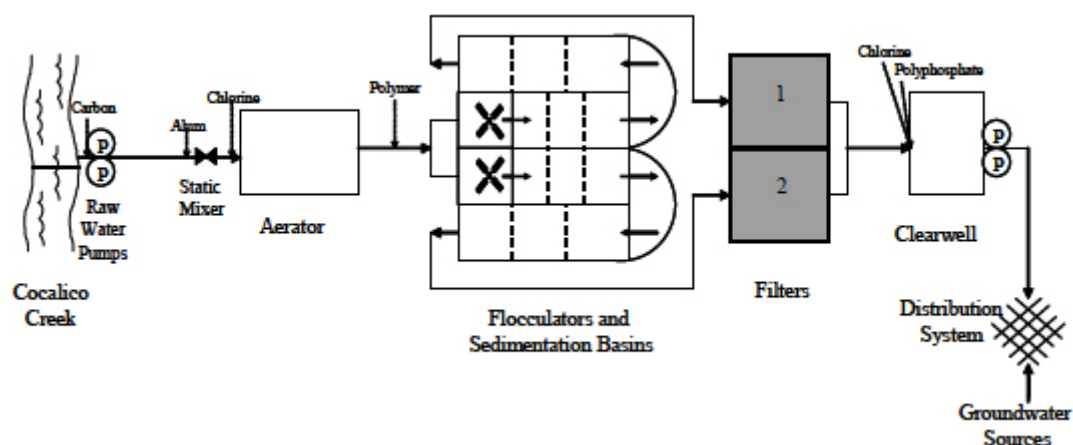 Chlorine
Polyphosphate
Polymer
Carbon
Chlorine
Alum
1
2
P
P
P
P
Static
Mixer
Raw
Water
Pumps
Aerator
Clearwell
Cocalico
Creek
Flocculators and
Sedimentation Basins
Filters
Distribution
System
Groundwater
Sources